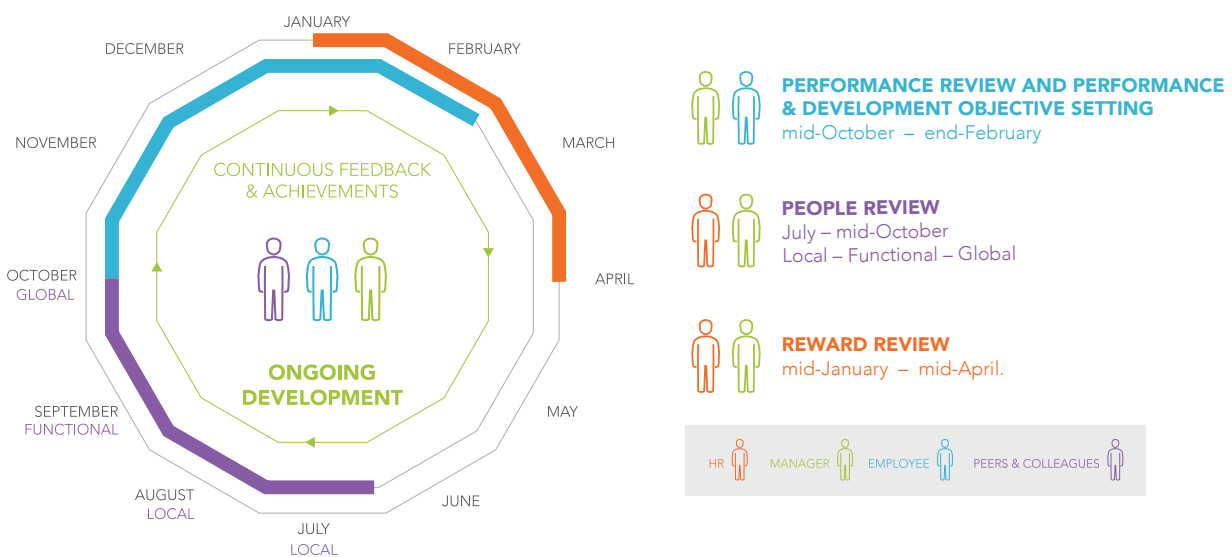 JANUARY
FEBRUARY
MARCH
APRIL
MAY
JUNE
JULY
LOCAL
AUGUST
LOCAL
SEPTEMBER
FUNCTIONAL
OCTOBER
GLOBAL
NOVEMBER
DECEMBER
CONTINUOUS FEEDBACK
& ACHIEVEMENTS
ONGOING
DEVELOPMENT
PERFORMANCE REVIEW AND PERFORMANCE
& DEVELOPMENT OBJECTIVE SETTING
mid-October – end-February
PEOPLE REVIEW
July – mid-October
Local – Functional – Global
REWARD REVIEW
mid-January – mid-April.
HR MANAGER EMPLOYEE PEERS & COLLEAGUES